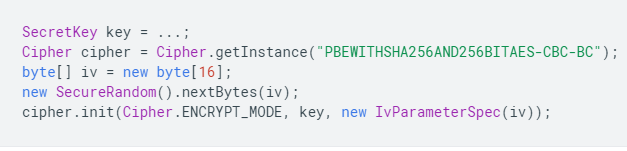 SecretKey key = ...;
Cipher cipher = Cipher.getInstance("PBEWITHSHA256AND256BITAES-CBC-BC");
byte[] iv = new byte[16];
new SecureRandom().nextBytes(iv);
cipher.init(Cipher.ENCRYPT_MODE, key, new IvParameterSpec(iv));